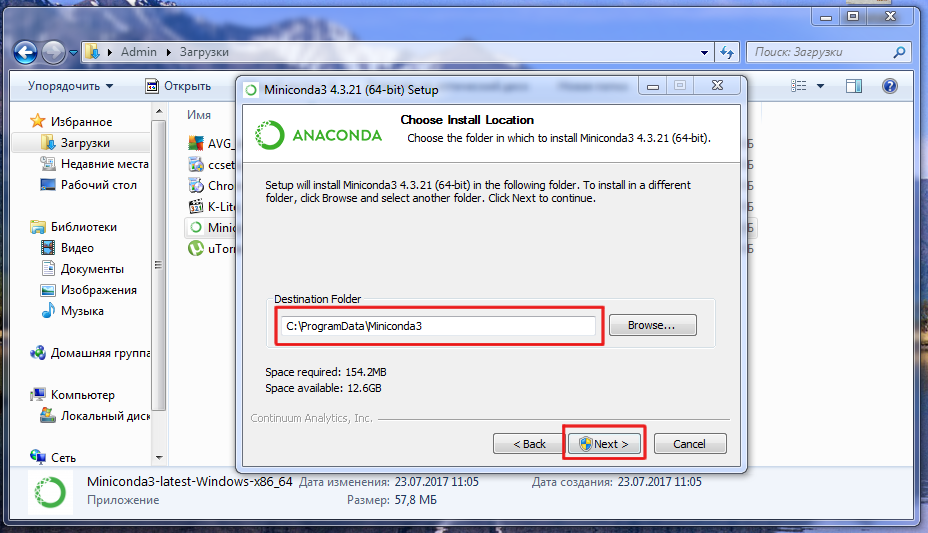 Admin
Загрузки
Поиск: Загрузки
Упорядочить
Открыть
Избранное
Загрузки
Недавние места
Рабочий стол
Библиотеки
Видео
Документы
Изображения
Музыка
Домашняя группа
Компьютер
Локальный диск
Сеть
Имя
AVG_
ccset
Chro
K-Lite
Minic
uTorr
Miniconda3 4.3.21 (64-bit) Setup
ANACONDA
Choose Install Location
Choose the folder in which to install Miniconda3 4.3.21 (64-bit).
Setup will install Miniconda3 4.3.21 (64-bit) in the following folder. To install in a different
folder, click Browse and select another folder. Click Next to continue.
Destination Folder
C:\ProgramData\Miniconda3
Browse...
Space required: 154.2MB
Space available: 12.6GB
Continuum Analytics, Inc.
< Back
Next >
Cancel
Miniconda3-latest-Windows-x86_64
Дата изменения: 23.07.2017 11:05
Дата создания: 23.07.2017 11:05
Приложение
Размер: 57,8 МБ